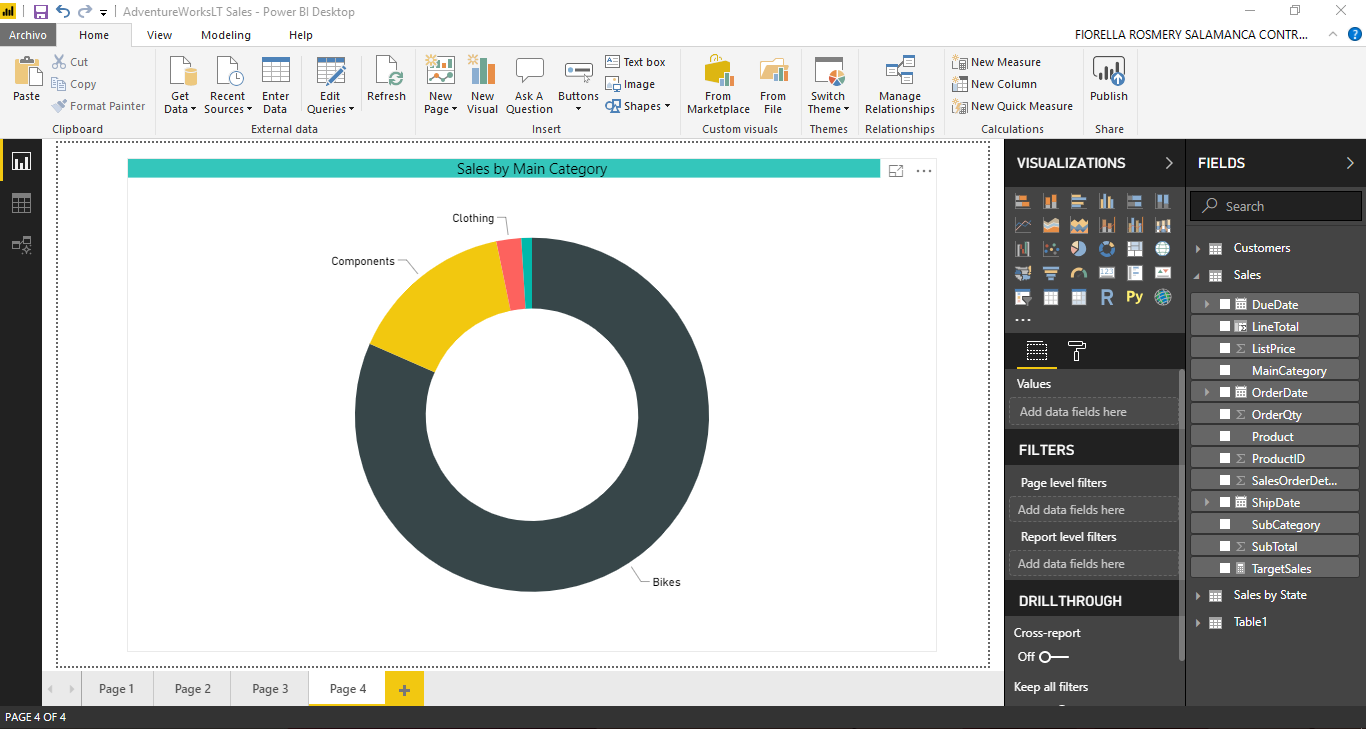 AdventureWorksLT Sales - Power BI Desktop
Archivo Home View Modeling Help FIORELLA ROSMERY SALAMANCA CONTR... ?
Paste
Cut
Copy
Format Painter
Clipboard
Get Data
Recent Sources
Enter Data
Edit Queries
Refresh
External data
New Page
New Visual
Ask A Question
Buttons
Text box
Image
Shapes
Insert
From Marketplace
From File
Custom visuals
Switch Theme
Themes
Manage Relationships
Relationships
New Measure
New Column
New Quick Measure
Calculations
Publish
Share
Sales by Main Category
Clothing
Components
Bikes
VISUALIZATIONS
R Py
Values
Add data fields here
FILTERS
Page level filters
Add data fields here
Report level filters
Add data fields here
DRILLTHROUGH
Cross-report
Off
Keep all filters
FIELDS
Search
Customers
Sales
DueDate
LineTotal
ListPrice
MainCategory
OrderDate
OrderQty
Product
ProductID
SalesOrderDet...
ShipDate
SubCategory
SubTotal
TargetSales
Sales by State
Table1
Page 1 Page 2 Page 3 Page 4 +
PAGE 4 OF 4